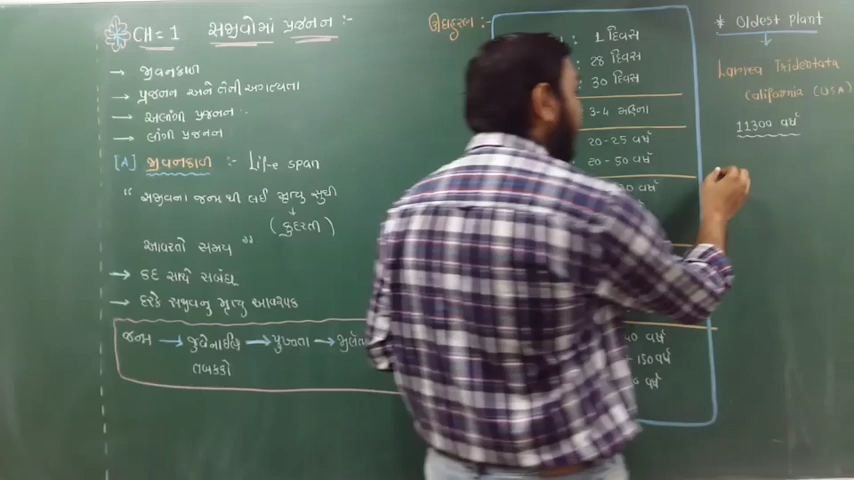 CH = 1 સજીવોમાં પ્રજનન :-
→ જીવનકાળ
→ પ્રજનન અને તેની અગત્યતા
→ અલીંગી પ્રજનન :-
→ લીંગી પ્રજનન
[A] જીવનકાળ :- Life span
" સજીવના જન્મ થી લઈ મૃત્યુ સુધી
(કુદરતી)
આવરતો સમય "
→ કદ સાથે સબંધ
→ દરેક સજીવનું મૃત્યુ આવશ્યક
જન્મ → જુવેનાઈલ → પુખ્તતા →
તબક્કો
ઉદાહરણ :-
: 1 દિવસ
: 28 દિવસ
: 30 દિવસ
3-4 મહિના
20-25 વર્ષ
20-50 વર્ષ
વર્ષ
40 વર્ષ
- 150 વર્ષ
વર્ષ
* Oldest plant
Larrea Tridentata
California (USA)
11300 વર્ષ